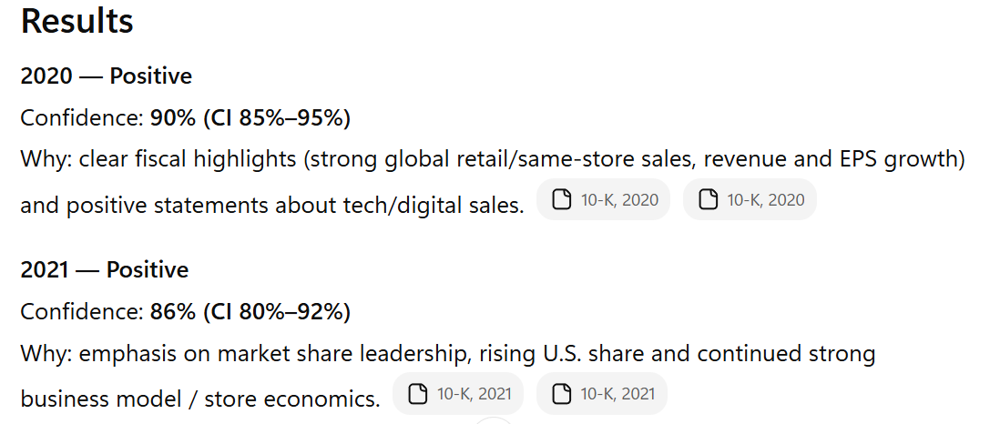 Results
2020 — Positive
Confidence: 90% (CI 85%–95%)
Why: clear fiscal highlights (strong global retail/same-store sales, revenue and EPS growth)
and positive statements about tech/digital sales. 10-K, 2020 10-K, 2020
2021 — Positive
Confidence: 86% (CI 80%–92%)
Why: emphasis on market share leadership, rising U.S. share and continued strong
business model / store economics. 10-K, 2021 10-K, 2021